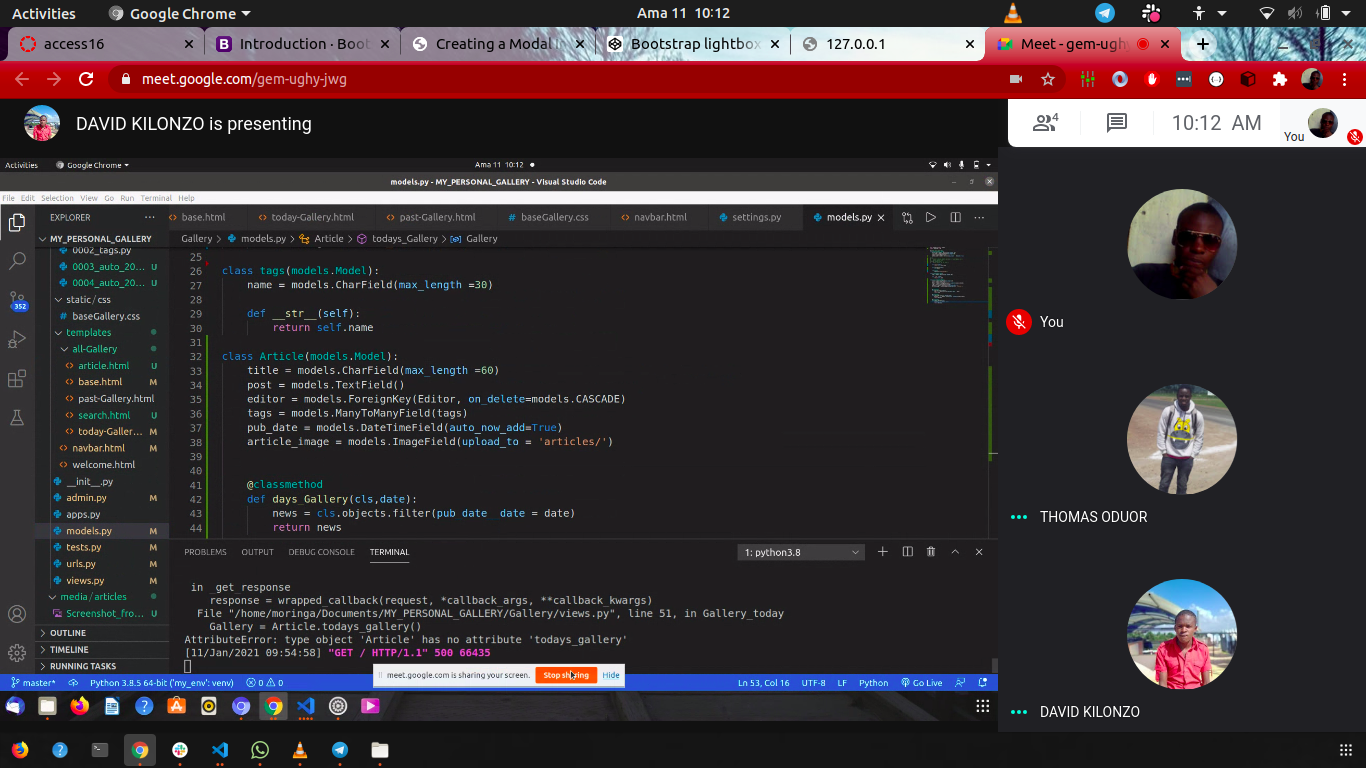 Activities
Google Chrome
Ama 11 10:12
access16
Introduction · Boot
Creating a Modal I
Bootstrap lightbox
127.0.0.1
Meet - gem-ugh
meet.google.com/gem-ughy-jwg
DAVID KILONZO is presenting
4
10:12 AM
You
Activities
Google Chrome
Ama 11 10:12
models.py - MY_PERSONAL_GALLERY - Visual Studio Code
File Edit Selection View Go Run Terminal Help
EXPLORER
base.html
today-Gallery.html
past-Gallery.html
baseGallery.css
navbar.html
settings.py
models.py
MY_PERSONAL_GALLERY
Gallery > models.py > Article > todays_Gallery > Gallery
0002_tags.py
0003_auto_20... U
0004_auto_20... U
static/css
baseGallery.css
templates
all-Gallery
article.html U
base.html M
past-Gallery.html
search.html U
today-Galler... M
navbar.html M
welcome.html
__init__.py
admin.py M
apps.py
models.py M
tests.py M
urls.py M
views.py M
media/articles
Screenshot_fro... U
OUTLINE
TIMELINE
RUNNING TASKS
352
25
26 class tags(models.Model):
27 name = models.CharField(max_length =30)
28
29 def __str__(self):
30 return self.name
31
32 class Article(models.Model):
33 title = models.CharField(max_length =60)
34 post = models.TextField()
35 editor = models.ForeignKey(Editor, on_delete=models.CASCADE)
36 tags = models.ManyToManyField(tags)
37 pub_date = models.DateTimeField(auto_now_add=True)
38 article_image = models.ImageField(upload_to = 'articles/')
39
40
41 @classmethod
42 def days_Gallery(cls,date):
43 news = cls.objects.filter(pub_date__date = date)
44 return news
PROBLEMS OUTPUT DEBUG CONSOLE TERMINAL
1: python3.8
in _get_response
response = wrapped_callback(request, *callback_args, **callback_kwargs)
File "/home/moringa/Documents/MY_PERSONAL_GALLERY/Gallery/views.py", line 51, in Gallery_today
Gallery = Article.todays_gallery()
AttributeError: type object 'Article' has no attribute 'todays_gallery'
[11/Jan/2021 09:54:58] "GET / HTTP/1.1" 500 66435
meet.google.com is sharing your screen. Stop sharing Hide
master* Python 3.8.5 64-bit ('my_env': venv) 0 0 Ln 53, Col 16 UTF-8 LF Python Go Live
You
THOMAS ODUOR
DAVID KILONZO